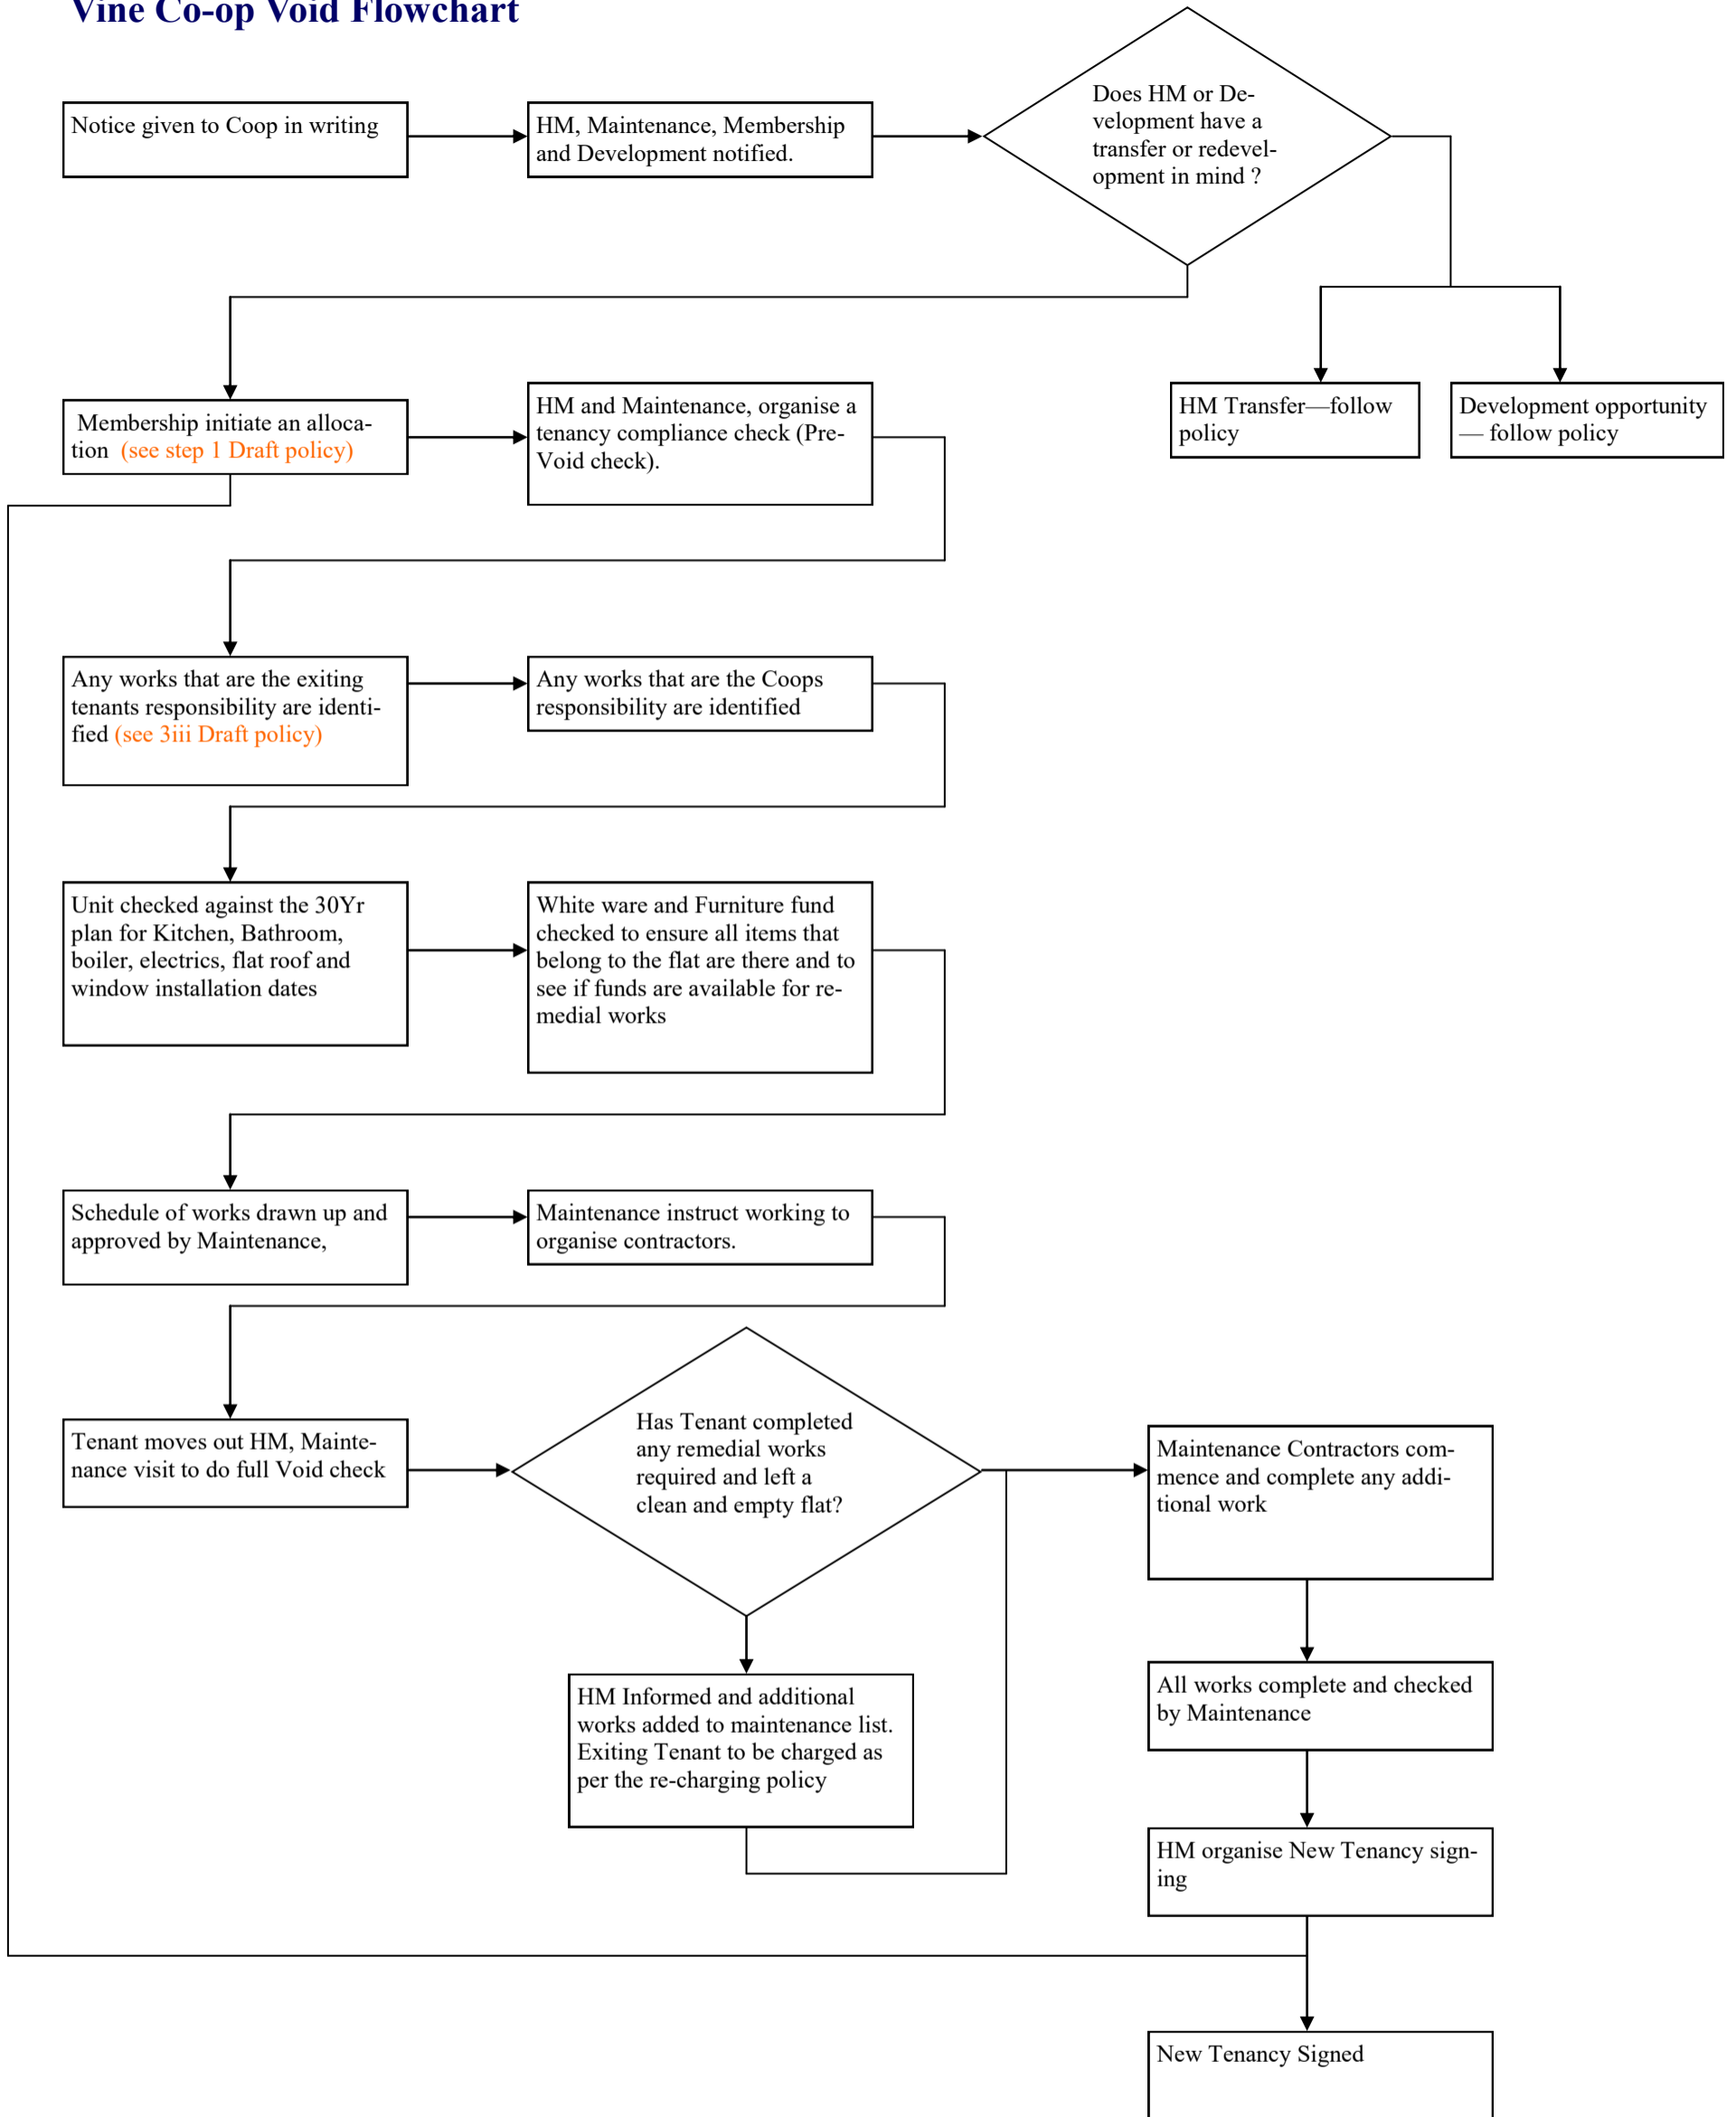 Vine Co-op Void Flowchart
Notice given to Coop in writing
HM, Maintenance, Membership
and Development notified.
Does HM or De-
velopment have a
transfer or redevel-
opment in mind ?
HM Transfer—follow
policy
Development opportunity
— follow policy
Membership initiate an alloca-
tion (see step 1 Draft policy)
HM and Maintenance, organise a
tenancy compliance check (Pre-
Void check).
Any works that are the exiting
tenants responsibility are identi-
fied (see 3iii Draft policy)
Any works that are the Coops
responsibility are identified
Unit checked against the 30Yr
plan for Kitchen, Bathroom,
boiler, electrics, flat roof and
window installation dates
White ware and Furniture fund
checked to ensure all items that
belong to the flat are there and to
see if funds are available for re-
medial works
Schedule of works drawn up and
approved by Maintenance,
Maintenance instruct working to
organise contractors.
Tenant moves out HM, Mainte-
nance visit to do full Void check
Has Tenant completed
any remedial works
required and left a
clean and empty flat?
Maintenance Contractors com-
mence and complete any addi-
tional work
HM Informed and additional
works added to maintenance list.
Exiting Tenant to be charged as
per the re-charging policy
All works complete and checked
by Maintenance
HM organise New Tenancy sign-
ing
New Tenancy Signed